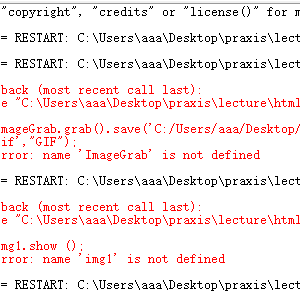 "copyright", "credits" or "license()" for m
= RESTART: C:\Users\aaa\Desktop\praxis\lect
= RESTART: C:\Users\aaa\Desktop\praxis\lect
back (most recent call last):
e "C:\Users\aaa\Desktop\praxis\lecture\html
mageGrab.grab().save('C:/Users/aaa/Desktop/
if',"GIF");
rror: name 'ImageGrab' is not defined
= RESTART: C:\Users\aaa\Desktop\praxis\lect
back (most recent call last):
e "C:\Users\aaa\Desktop\praxis\lecture\html
mg1.show ();
rror: name 'img1' is not defined
= RESTART: C:\Users\aaa\Desktop\praxis\lect